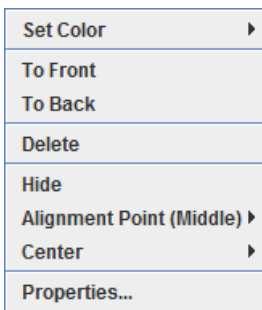 Set Color
To Front
To Back
Delete
Hide
Alignment Point (Middle)
Center
Properties...